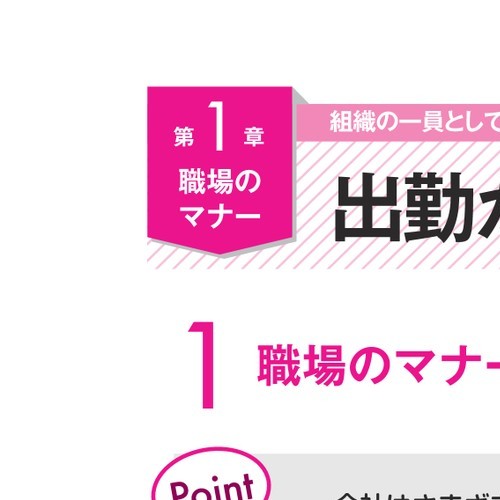 第1章
職場の
マナー
組織の一員として
出勤
1 職場のマナー
Point